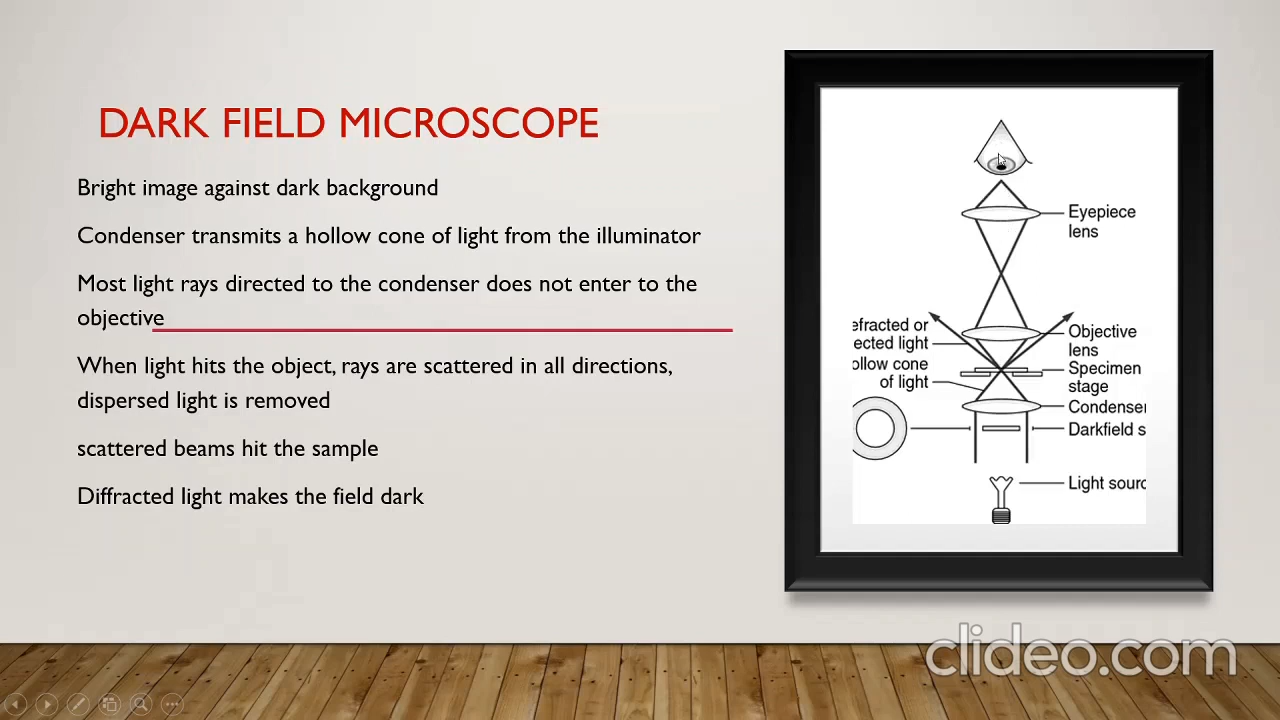 DARK FIELD MICROSCOPE
Bright image against dark background
Condenser transmits a hollow cone of light from the illuminator
Most light rays directed to the condenser does not enter to the
objective
When light hits the object, rays are scattered in all directions,
dispersed light is removed
scattered beams hit the sample
Diffracted light makes the field dark
Eyepiece
lens
efracted or
ected light
ollow cone
of light
Objective
lens
Specimen
stage
Condenser
Darkfield s
Light sourc
clideo.com